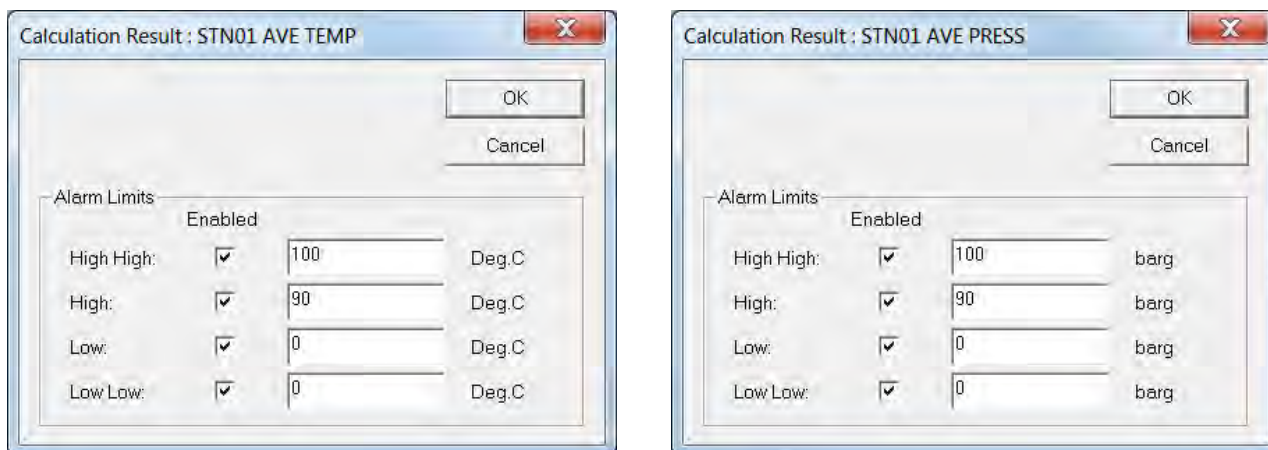 Calculation Result : STN01 AVE TEMP
OK
Cancel
Alarm Limits
Enabled
High High: 100 Deg.C
High: 90 Deg.C
Low: 0 Deg.C
Low Low: 0 Deg.C
Calculation Result : STN01 AVE PRESS
OK
Cancel
Alarm Limits
Enabled
High High: 100 barg
High: 90 barg
Low: 0 barg
Low Low: 0 barg